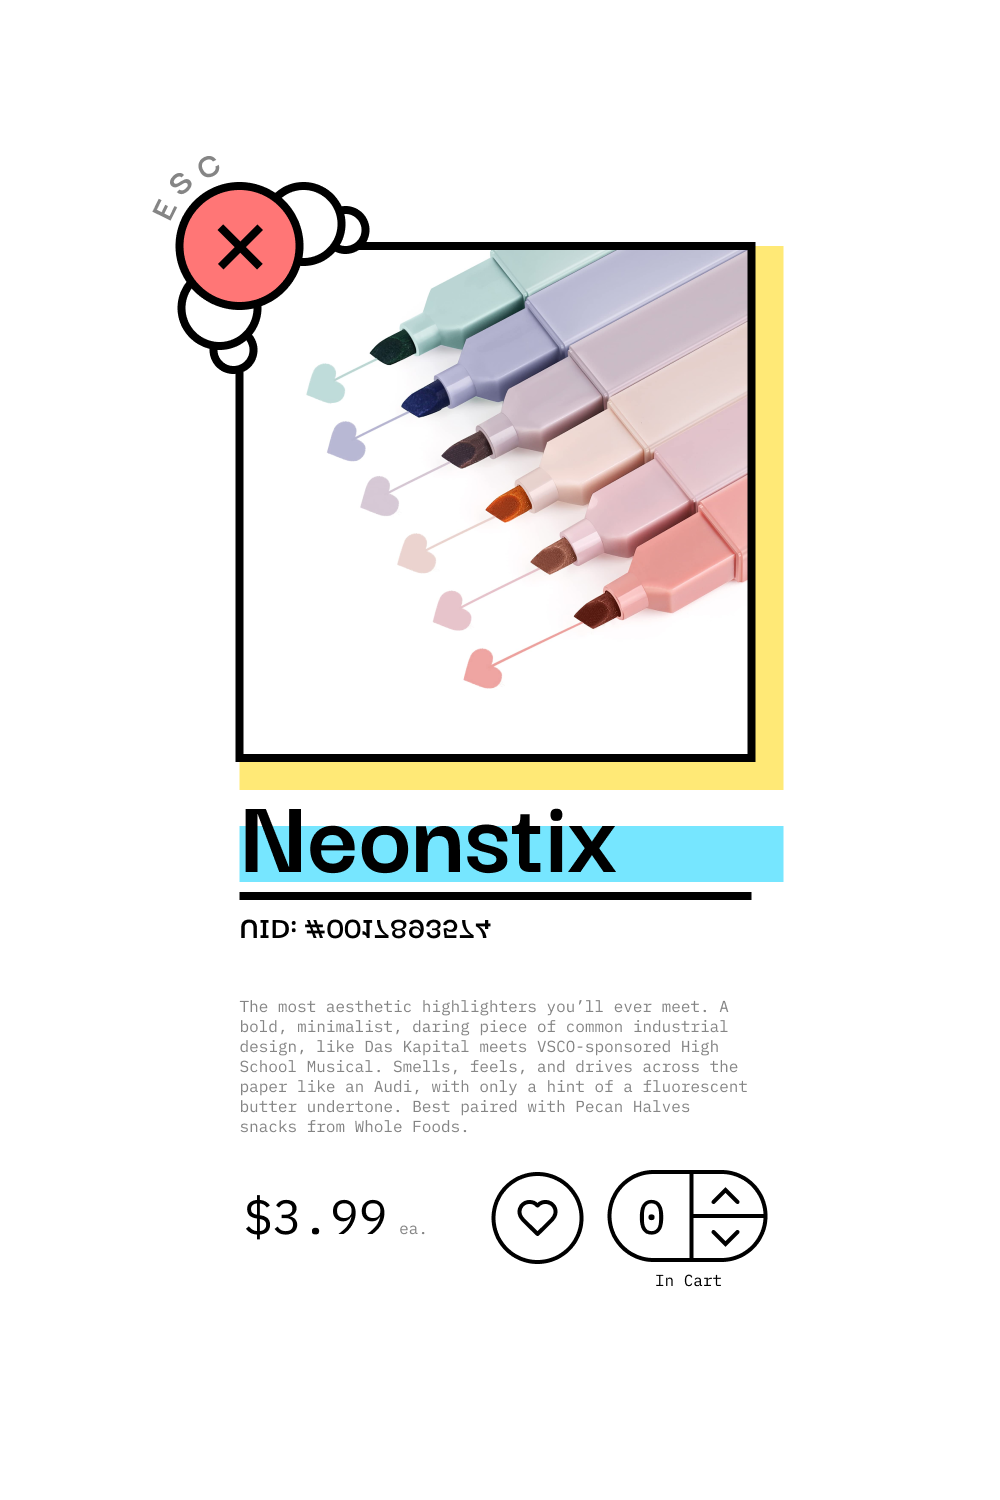 ESC
Neonstix
UID: #0017893574
The most aesthetic highlighters you’ll ever meet. A
bold, minimalist, daring piece of common industrial
design, like Das Kapital meets VSCO-sponsored High
School Musical. Smells, feels, and drives across the
paper like an Audi, with only a hint of a fluorescent
butter undertone. Best paired with Pecan Halves
snacks from Whole Foods.
$3.99 ea.
0
In Cart